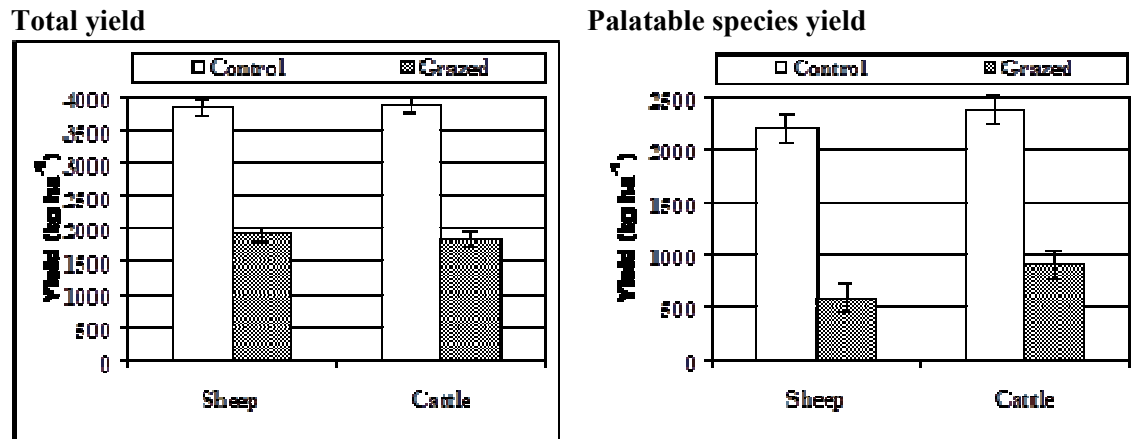 Total yield
Control Grazed
Yield (kg ha⁻¹)
4000
3500
3000
2500
2000
1500
1000
500
0
Sheep Cattle
Palatable species yield
Control Grazed
Yield (kg ha⁻¹)
2500
2000
1500
1000
500
0
Sheep Cattle